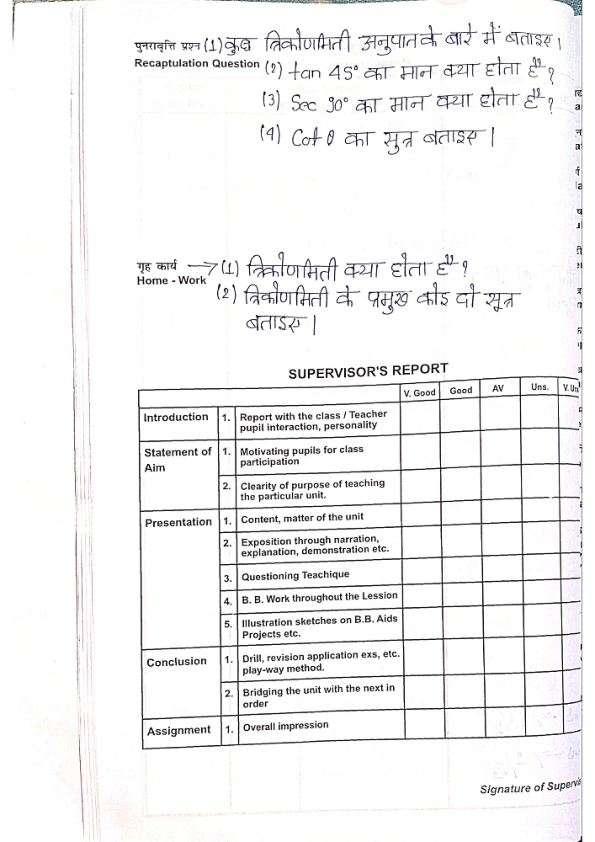 पुनरावृत्ति प्रश्न (1) कुछ त्रिकोणमिती अनुपात के बारे में बताइए।
Recaptulation Question (2) tan 45° का मान क्या होता है?
(3) Sec 90° का मान क्या होता है?
(4) Cot θ का सूत्र बताइए।
गृह कार्य → (1) त्रिकोणमिती क्या होता है?
Home - Work
(2) त्रिकोणमिती के प्रमुख कोइ दो सूत्र
बताइए।
SUPERVISOR'S REPORT
V. Good Good AV Uns. V. Un
Introduction 1. Report with the class / Teacher
pupil interaction, personality
Statement of 1. Motivating pupils for class
Aim participation
2. Clearity of purpose of teaching
the particular unit.
Presentation 1. Content, matter of the unit
2. Exposition through narration,
explanation, demonstration etc.
3. Questioning Teachique
4. B. B. Work throughout the Lession
5. Illustration sketches on B.B. Aids
Projects etc.
Conclusion 1. Drill, revision application exs, etc.
play-way method.
2. Bridging the unit with the next in
order
Assignment 1. Overall impression
Signature of Supervis